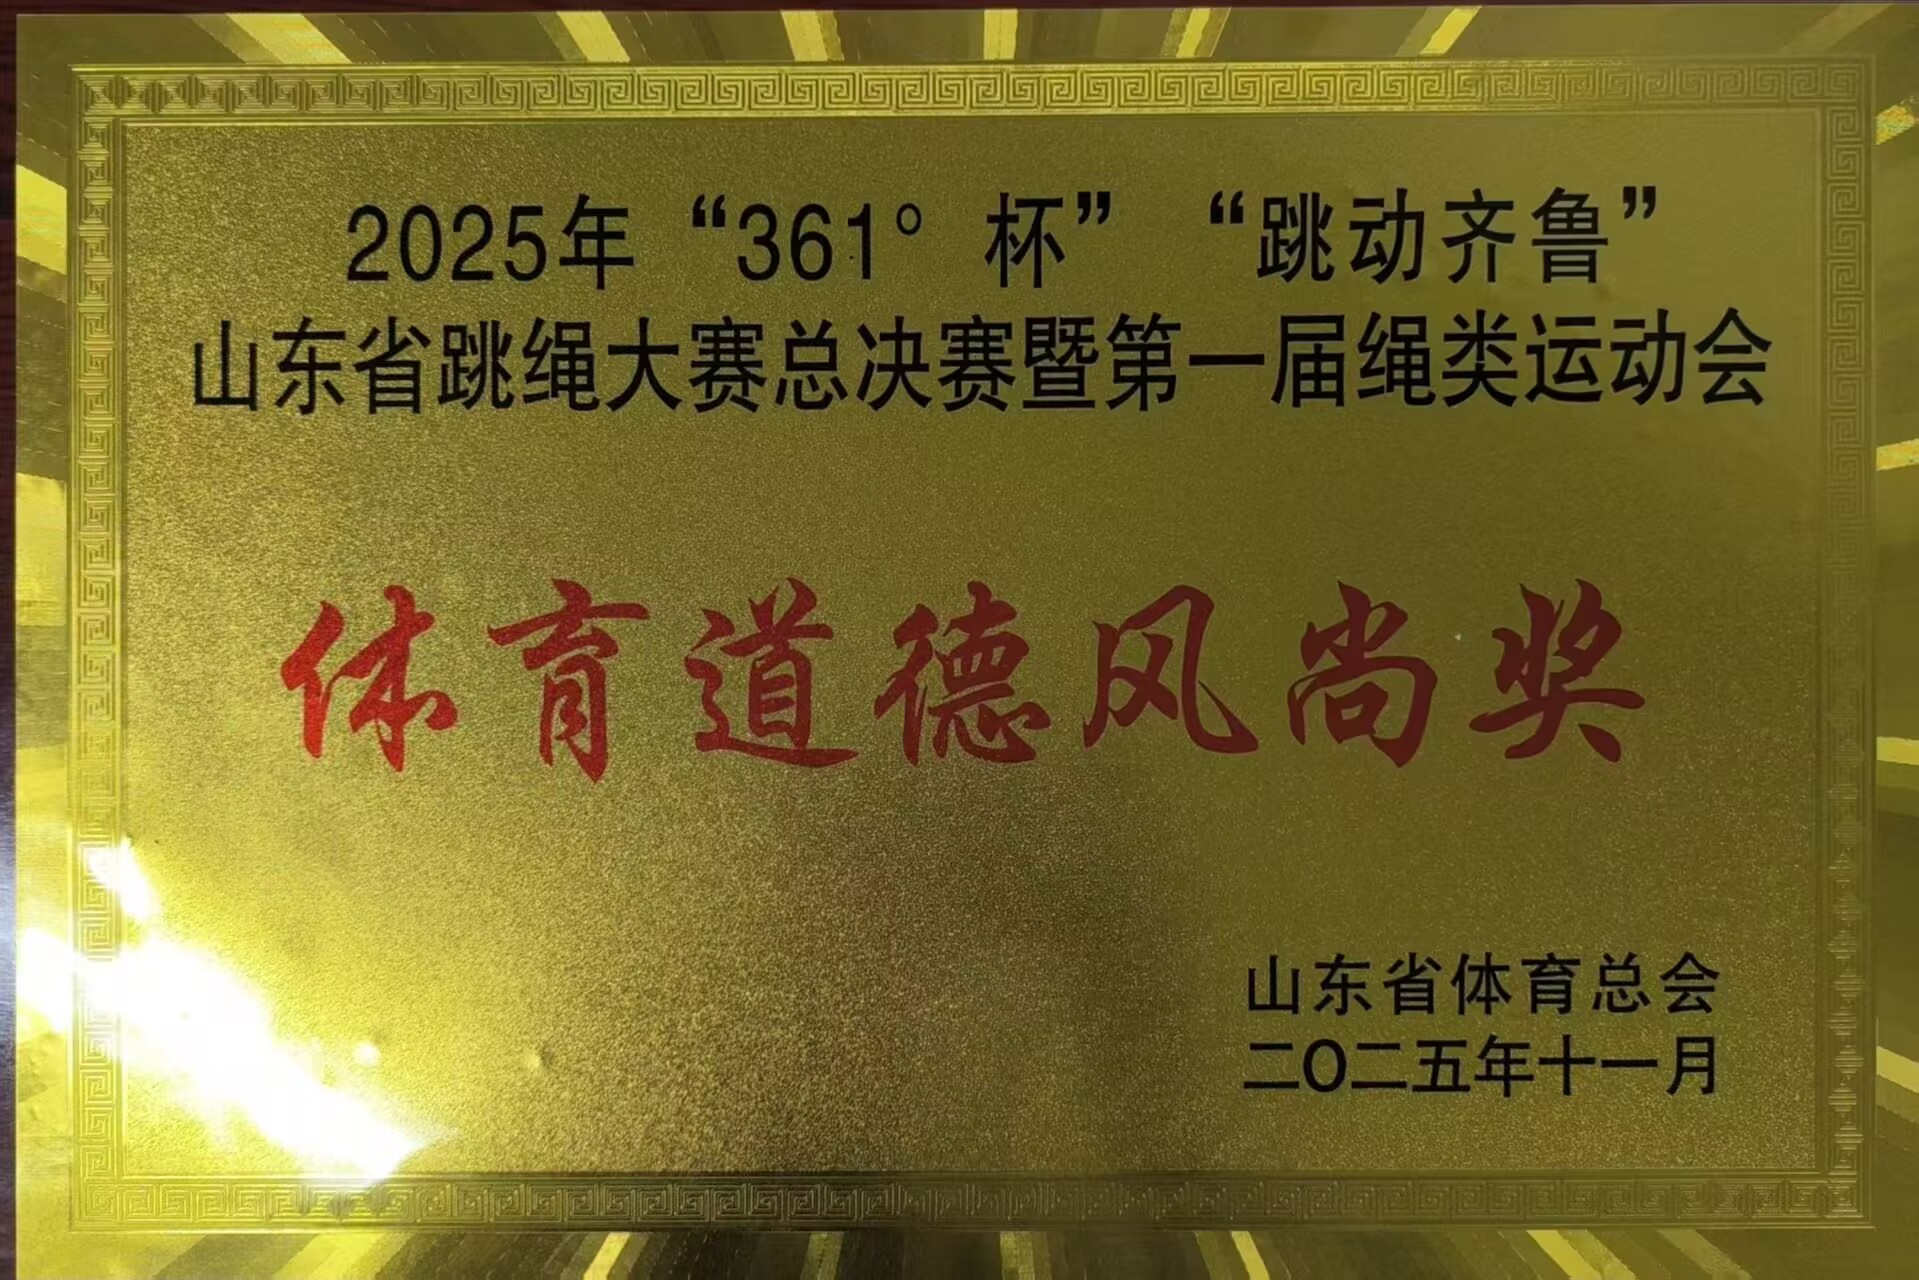 2025年“361°杯”“跳动齐鲁”
山东省跳绳大赛总决赛暨第一届绳类运动会
体育道德风尚奖
山东省体育总会
二〇二五年十一月